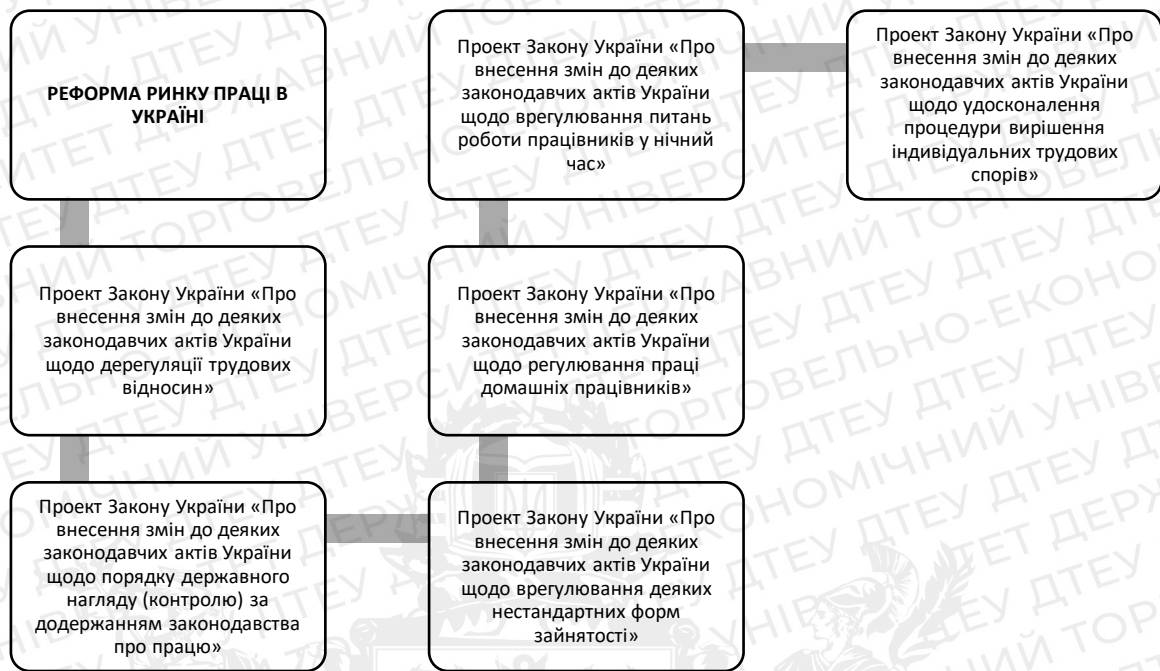 РЕФОРМА РИНКУ ПРАЦІ В
УКРАЇНІ
Проект Закону України «Про
внесення змін до деяких
законодавчих актів України
щодо дерегуляції трудових
відносин»
Проект Закону України «Про
внесення змін до деяких
законодавчих актів України
щодо порядку державного
нагляду (контролю) за
додержанням законодавства
про працю»
Проект Закону України «Про
внесення змін до деяких
законодавчих актів України
щодо врегулювання деяких
нестандартних форм
зайнятості»
Проект Закону України «Про
внесення змін до деяких
законодавчих актів України
щодо регулювання праці
домашніх працівників»
Проект Закону України «Про
внесення змін до деяких
законодавчих актів України
щодо врегулювання питань
роботи працівників у нічний
час»
Проект Закону України «Про
внесення змін до деяких
законодавчих актів України
щодо удосконалення
процедури вирішення
індивідуальних трудових
спорів»